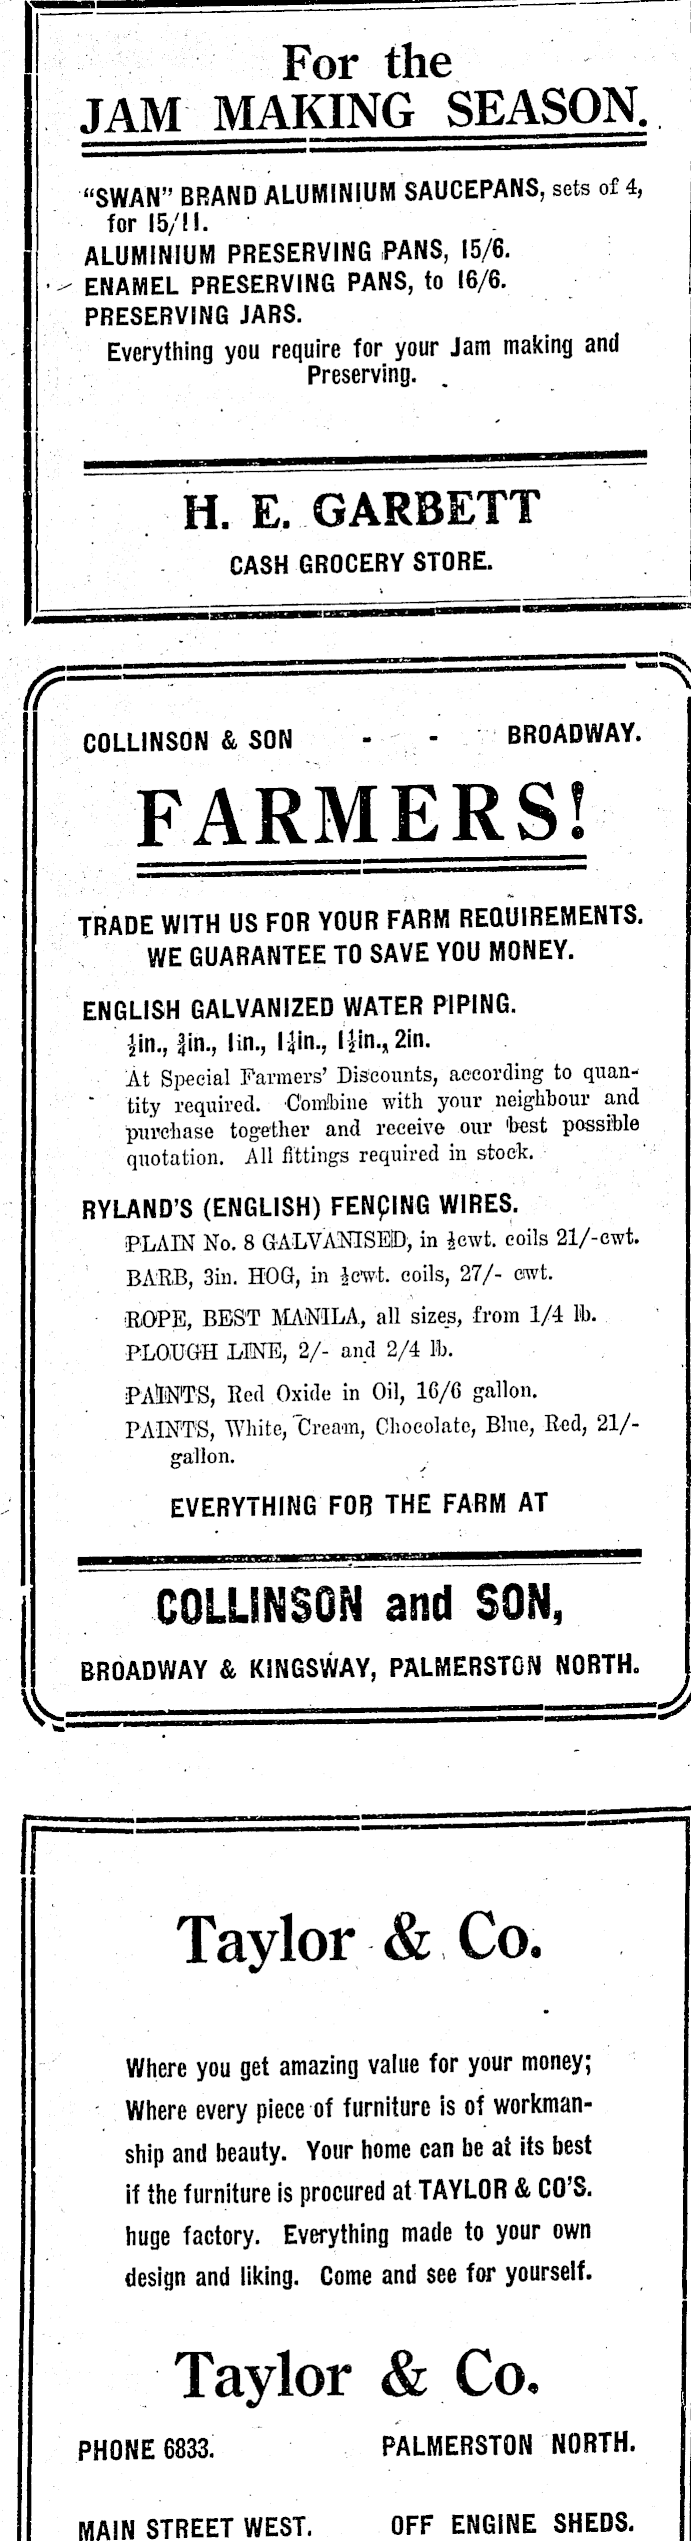 For the
JAM MAKING SEASON.
“SWAN” BRAND ALUMINIUM SAUCEPANS, sets of 4,
for 15/11.
ALUMINIUM PRESERVING PANS, 15/6.
ENAMEL PRESERVING PANS, to 16/6.
PRESERVING JARS.
Everything you require for your Jam making and
Preserving.
H. E. GARBETT
CASH GROCERY STORE.
COLLINSON & SON - - BROADWAY.
FARMERS!
TRADE WITH US FOR YOUR FARM REQUIREMENTS.
WE GUARANTEE TO SAVE YOU MONEY.
ENGLISH GALVANIZED WATER PIPING.
½in., ¾in., 1in., 1¼in., 1½in., 2in.
At Special Farmers’ Discounts, according to quan-
tity required. Combine with your neighbour and
purchase together and receive our best possible
quotation. All fittings required in stock.
RYLAND’S (ENGLISH) FENCING WIRES.
PLAIN No. 8 GALVANISED, in ½cwt. coils 21/-cwt.
BARB, 3in. HOG, in ½cwt. coils, 27/- cwt.
ROPE, BEST MANILA, all sizes, from 1/4 lb.
PLOUGH LINE, 2/- and 2/4 lb.
PAINTS, Red Oxide in Oil, 16/6 gallon.
PAINTS, White, Cream, Chocolate, Blue, Red, 21/-
gallon.
EVERYTHING FOR THE FARM AT
COLLINSON and SON,
BROADWAY & KINGSWAY, PALMERSTON NORTH.
Taylor & Co.
Where you get amazing value for your money;
Where every piece of furniture is of workman-
ship and beauty. Your home can be at its best
if the furniture is procured at TAYLOR & CO’S.
huge factory. Everything made to your own
design and liking. Come and see for yourself.
Taylor & Co.
PHONE 6833. PALMERSTON NORTH.
MAIN STREET WEST. OFF ENGINE SHEDS.